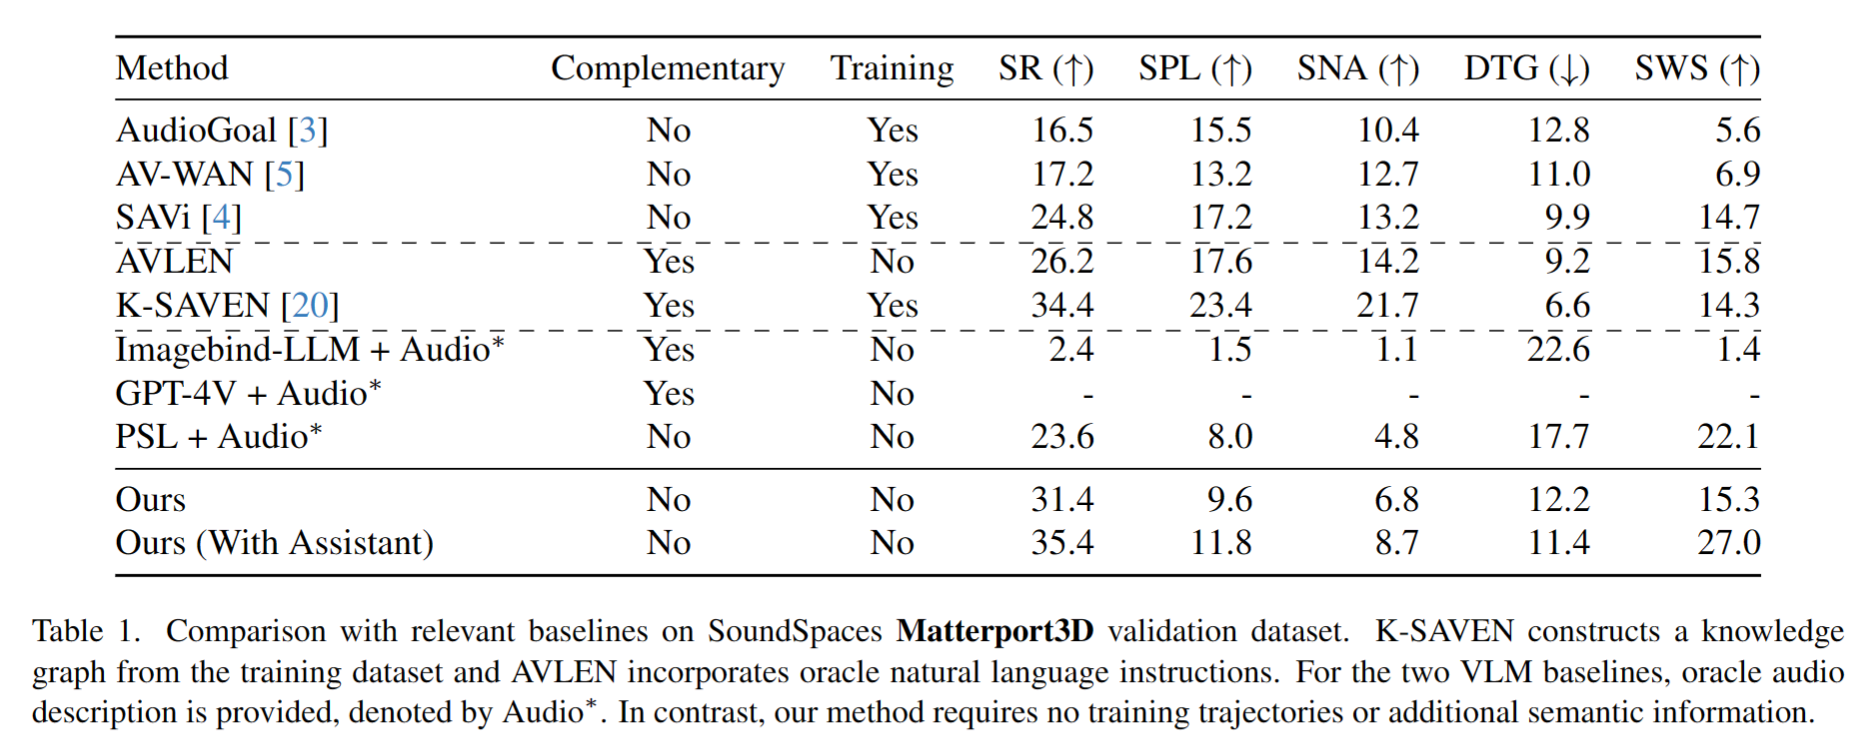 Method Complementary Training SR (↑) SPL (↑) SNA (↑) DTG (↓) SWS (↑)
AudioGoal [3] No Yes 16.5 15.5 10.4 12.8 5.6
AV-WAN [5] No Yes 17.2 13.2 12.7 11.0 6.9
SAVi [4] No Yes 24.8 17.2 13.2 9.9 14.7
AVLEN Yes No 26.2 17.6 14.2 9.2 15.8
K-SAVEN [20] Yes Yes 34.4 23.4 21.7 6.6 14.3
Imagebind-LLM + Audio* Yes No 2.4 1.5 1.1 22.6 1.4
GPT-4V + Audio* Yes No - - - - -
PSL + Audio* No No 23.6 8.0 4.8 17.7 22.1
Ours No No 31.4 9.6 6.8 12.2 15.3
Ours (With Assistant) No No 35.4 11.8 8.7 11.4 27.0
Table 1. Comparison with relevant baselines on SoundSpaces Matterport3D validation dataset. K-SAVEN constructs a knowledge
graph from the training dataset and AVLEN incorporates oracle natural language instructions. For the two VLM baselines, oracle audio
description is provided, denoted by Audio*. In contrast, our method requires no training trajectories or additional semantic information.